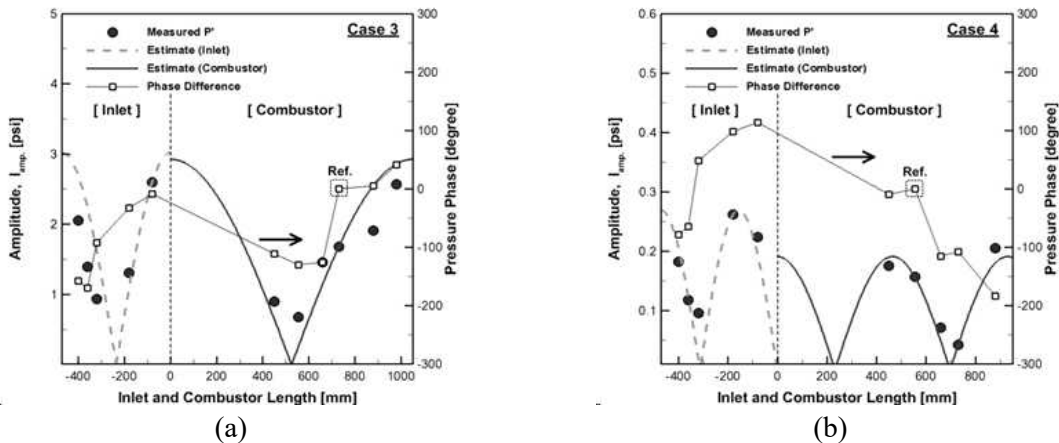 Case 3
Measured P'
Estimate (Inlet)
Estimate (Combustor)
Phase Difference
[ Inlet ]
[ Combustor ]
Ref.
Amplitude, I amp. [psi]
5
4
3
2
1
Pressure Phase [degree]
300
200
100
0
-100
-200
-300
-400
-200
0
200
400
600
800
1000
Inlet and Combustor Length [mm]
(a)
Case 4
Measured P'
Estimate (Inlet)
Estimate (Combustor)
Phase Difference
[ Inlet ]
[ Combustor ]
Ref.
Amplitude, I amp. [psi]
0.6
0.5
0.4
0.3
0.2
0.1
Pressure Phase [degree]
300
200
100
0
-100
-200
-300
-400
-200
0
200
400
600
800
Inlet and Combustor Length [mm]
(b)